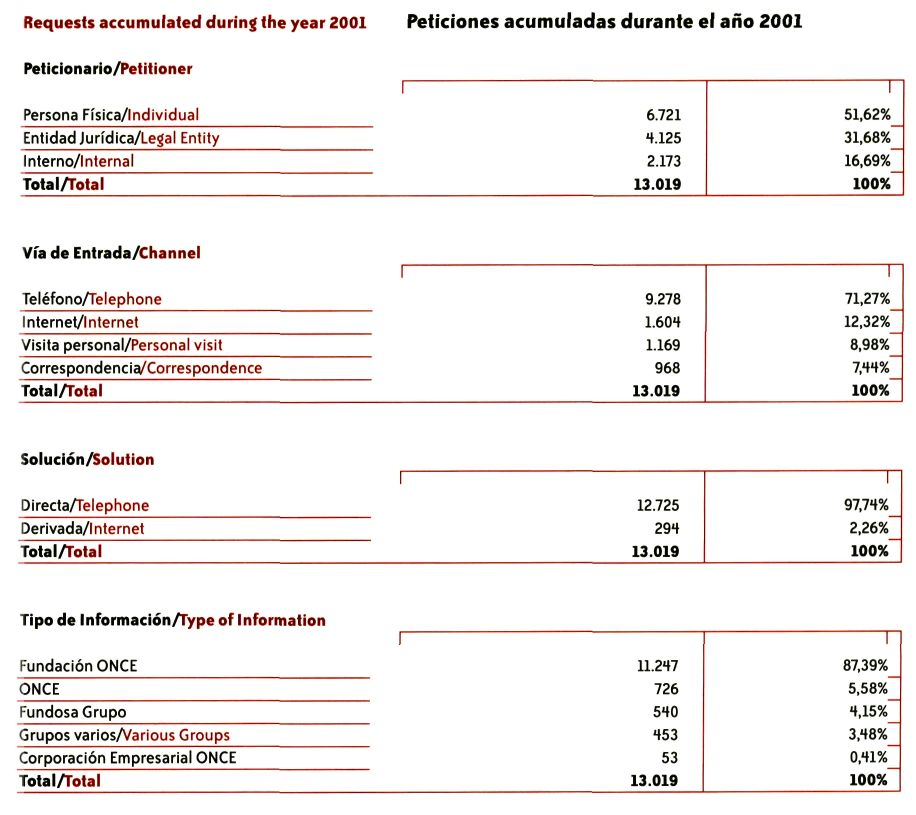 Requests accumulated during the year 2001 Peticiones acumuladas durante el año 2001
Peticionario/Petitioner
Persona Física/Individual 6.721 51,62%
Entidad Jurídica/Legal Entity 4.125 31,68%
Interno/Internal 2.173 16,69%
Total/Total 13.019 100%
Vía de Entrada/Channel
Teléfono/Telephone 9.278 71,27%
Internet/Internet 1.604 12,32%
Visita personal/Personal visit 1.169 8,98%
Correspondencia/Correspondence 968 7,44%
Total/Total 13.019 100%
Solución/Solution
Directa/Telephone 12.725 97,74%
Derivada/Internet 294 2,26%
Total/Total 13.019 100%
Tipo de Información/Type of Information
Fundación ONCE 11.247 87,39%
ONCE 726 5,58%
Fundosa Grupo 540 4,15%
Grupos varios/Various Groups 453 3,48%
Corporación Empresarial ONCE 53 0,41%
Total/Total 13.019 100%